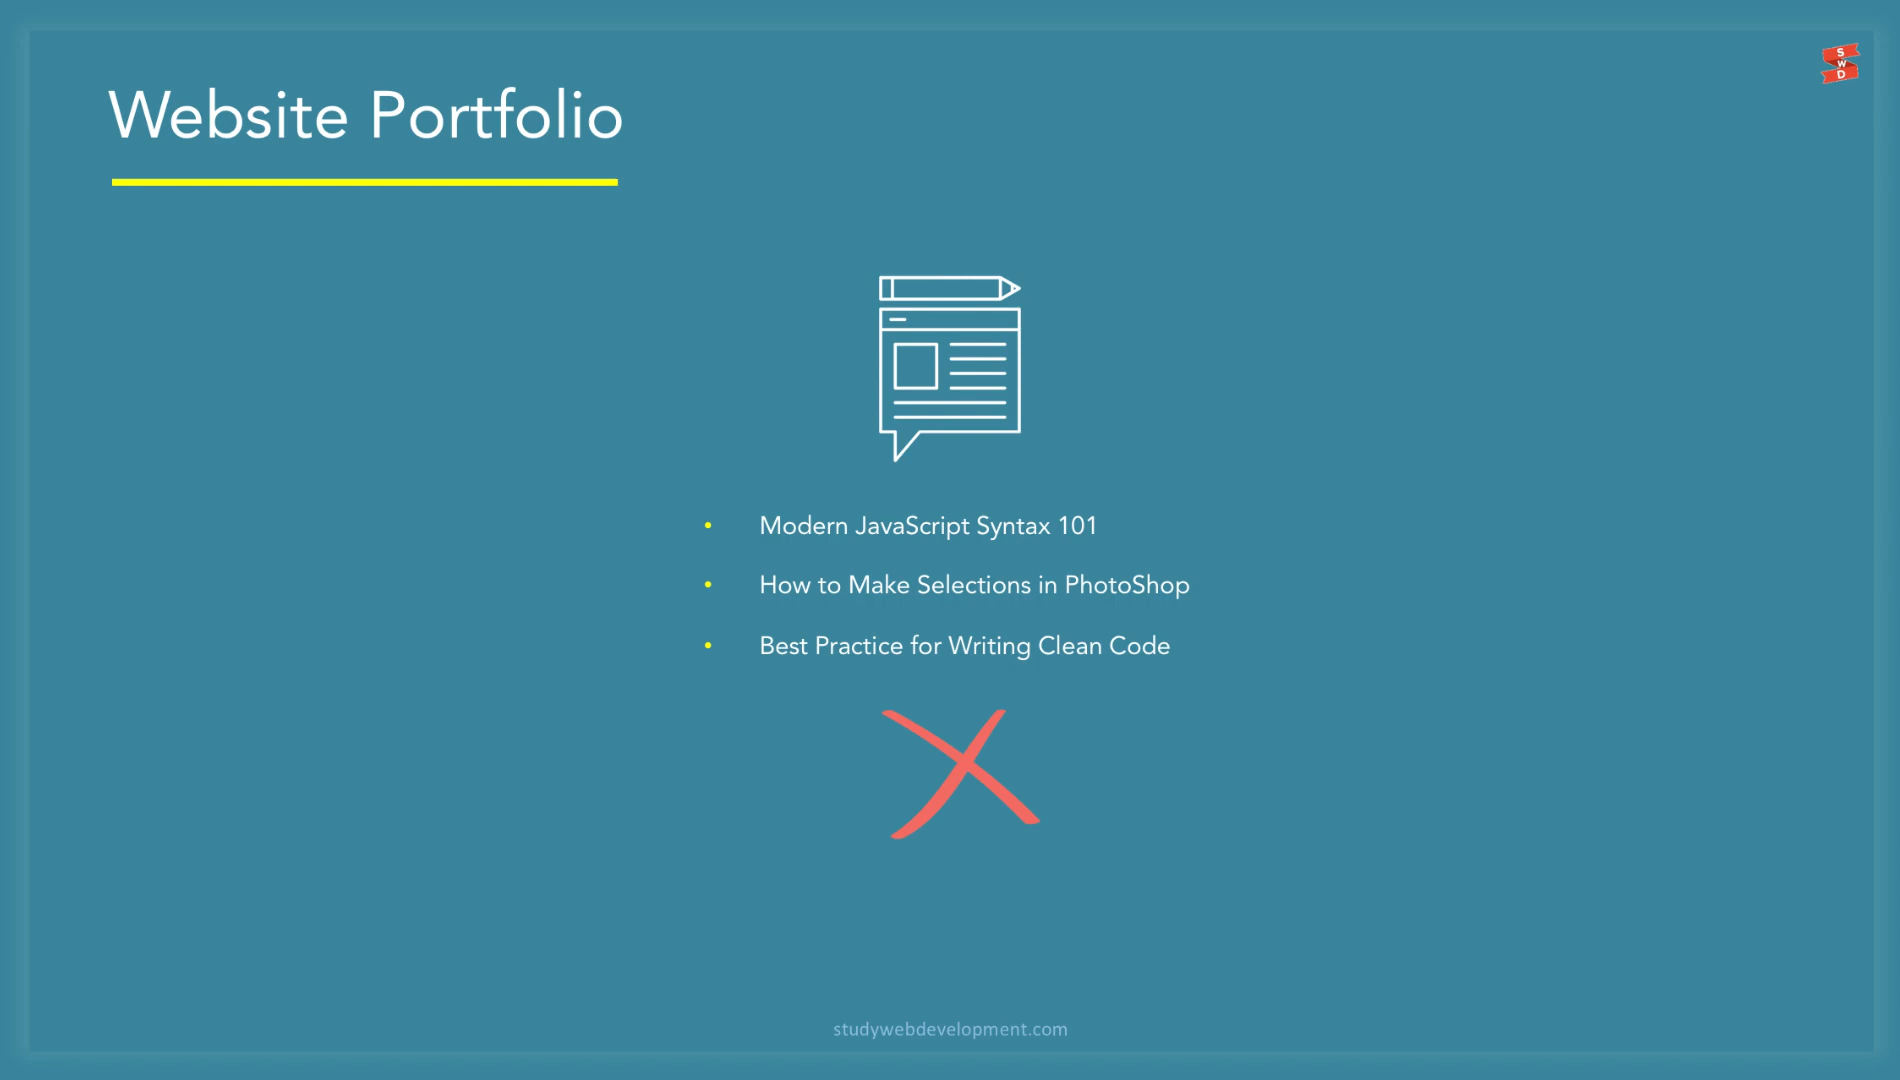 S
W
D
Website Portfolio
• Modern JavaScript Syntax 101
• How to Make Selections in PhotoShop
• Best Practice for Writing Clean Code
studywebdevelopment.com